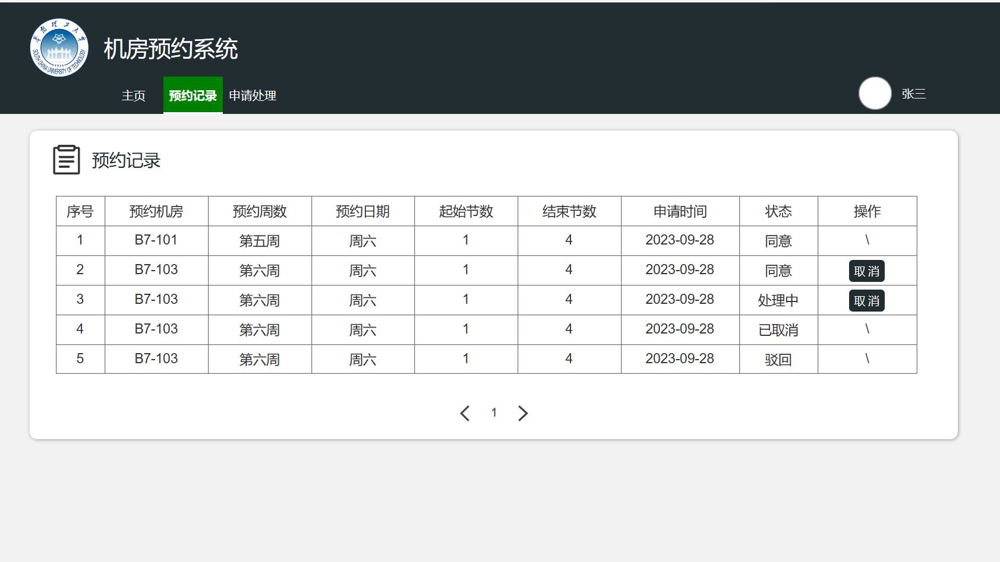 华南理工大学
SOUTH CHINA UNIVERSITY OF TECHNOLOGY
1934
机房预约系统
主页 预约记录 申请处理 张三
预约记录
序号 预约机房 预约周数 预约日期 起始节数 结束节数 申请时间 状态 操作
1 B7-101 第五周 周六 1 4 2023-09-28 同意 \
2 B7-103 第六周 周六 1 4 2023-09-28 同意 取消
3 B7-103 第六周 周六 1 4 2023-09-28 处理中 取消
4 B7-103 第六周 周六 1 4 2023-09-28 已取消 \
5 B7-103 第六周 周六 1 4 2023-09-28 驳回 \
1